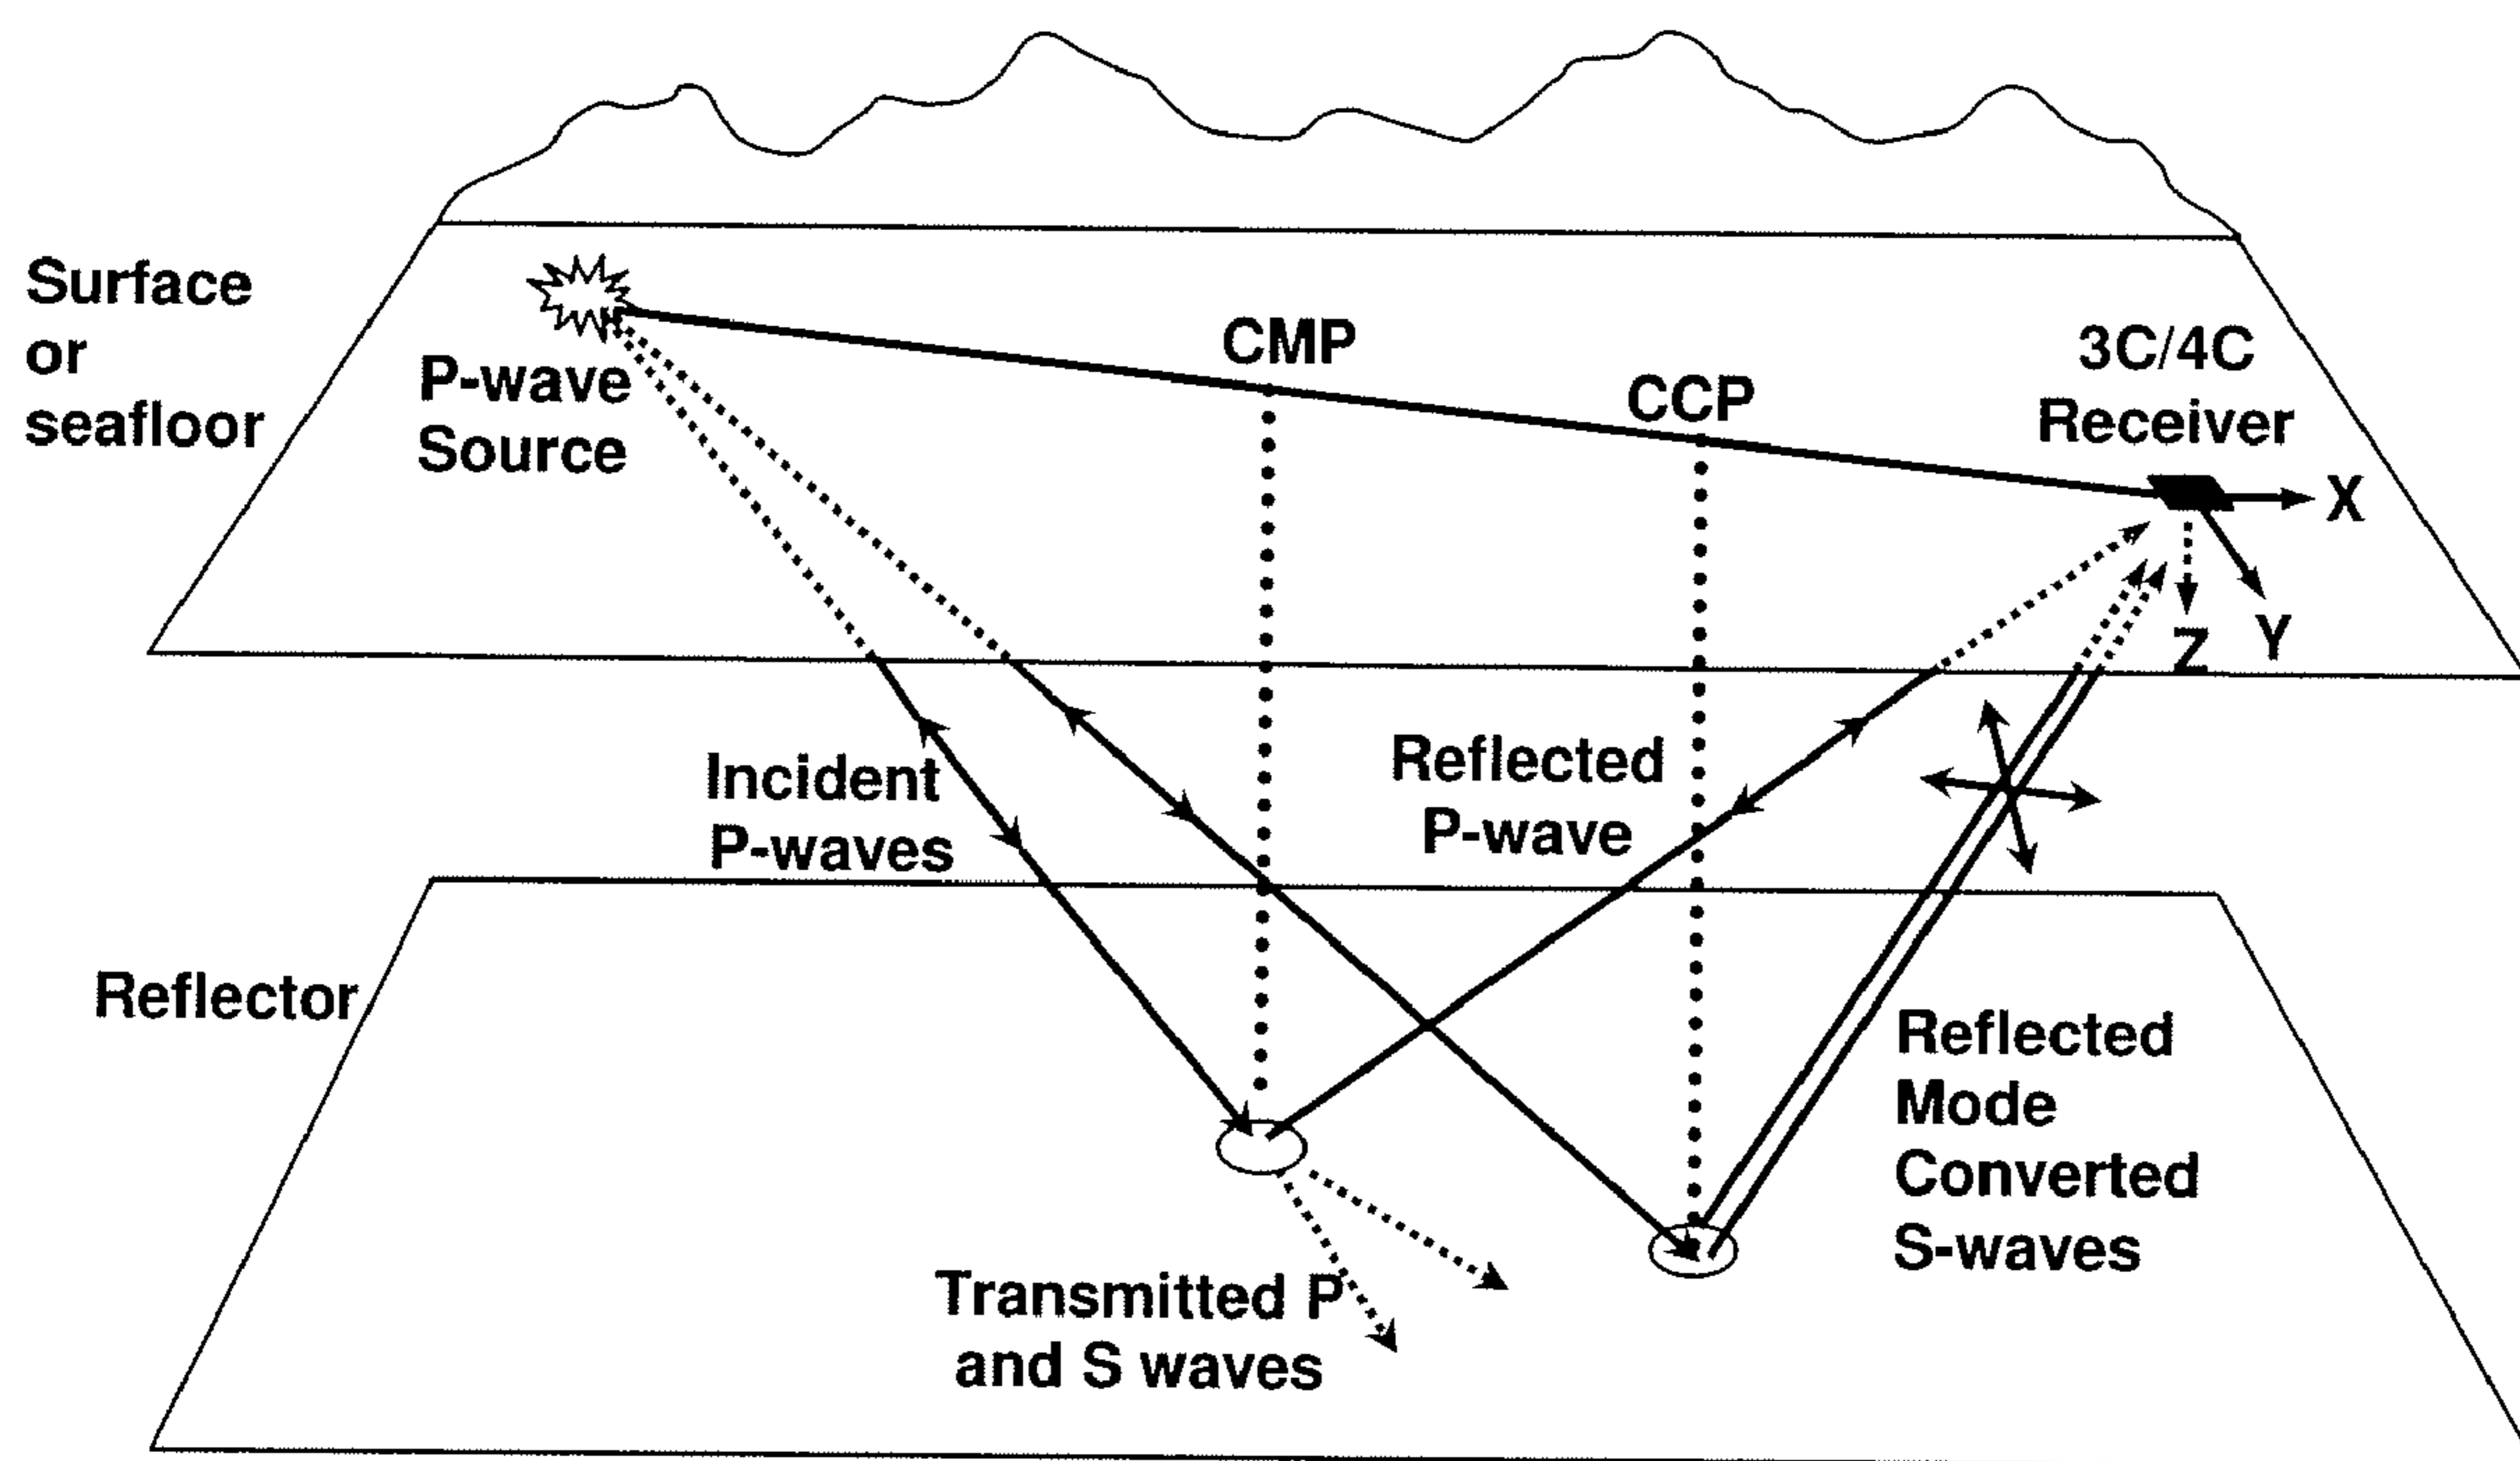 Surface
or
seafloor
P-wave
Source
CMP
CCP
3C/4C
Receiver
X
Y
Z
Incident
P-waves
Reflected
P-wave
Reflector
Reflected
Mode
Converted
S-waves
Transmitted P
and S waves